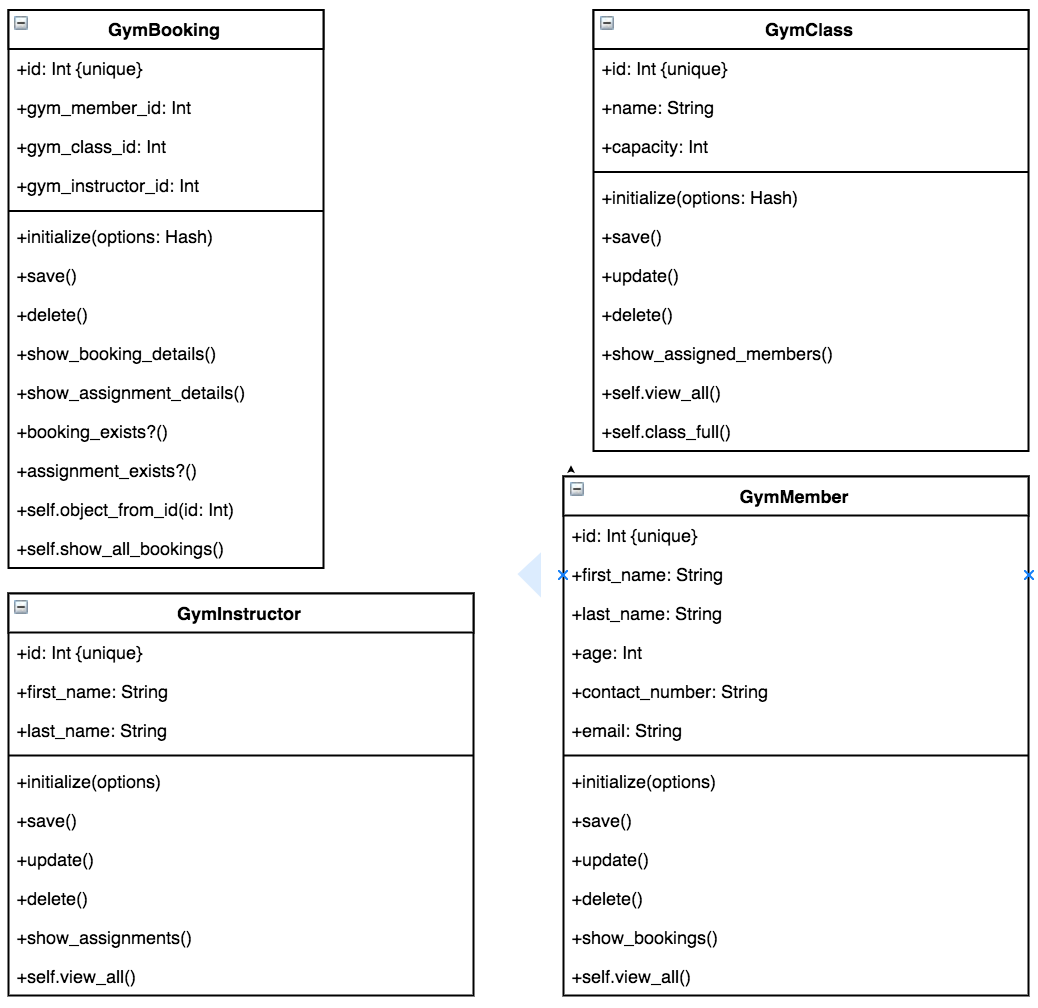 GymBooking
+id: Int {unique}
+gym_member_id: Int
+gym_class_id: Int
+gym_instructor_id: Int
+initialize(options: Hash)
+save()
+delete()
+show_booking_details()
+show_assignment_details()
+booking_exists?()
+assignment_exists?()
+self.object_from_id(id: Int)
+self.show_all_bookings()
GymClass
+id: Int {unique}
+name: String
+capacity: Int
+initialize(options: Hash)
+save()
+update()
+delete()
+show_assigned_members()
+self.view_all()
+self.class_full()
GymInstructor
+id: Int {unique}
+first_name: String
+last_name: String
+initialize(options)
+save()
+update()
+delete()
+show_assignments()
+self.view_all()
GymMember
+id: Int {unique}
+first_name: String
+last_name: String
+age: Int
+contact_number: String
+email: String
+initialize(options)
+save()
+update()
+delete()
+show_bookings()
+self.view_all()